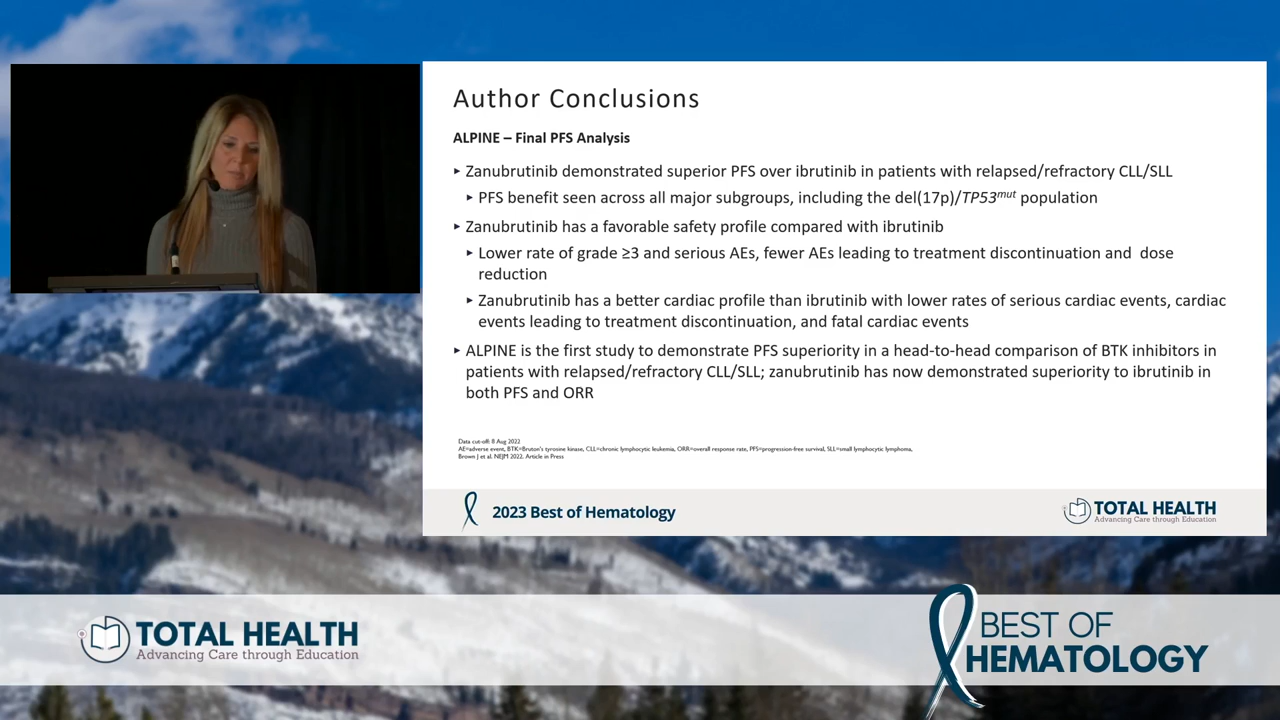 Author Conclusions
ALPINE – Final PFS Analysis
▸ Zanubrutinib demonstrated superior PFS over ibrutinib in patients with relapsed/refractory CLL/SLL
▸ PFS benefit seen across all major subgroups, including the del(17p)/TP53mut population
▸ Zanubrutinib has a favorable safety profile compared with ibrutinib
▸ Lower rate of grade ≥3 and serious AEs, fewer AEs leading to treatment discontinuation and dose
reduction
▸ Zanubrutinib has a better cardiac profile than ibrutinib with lower rates of serious cardiac events, cardiac
events leading to treatment discontinuation, and fatal cardiac events
▸ ALPINE is the first study to demonstrate PFS superiority in a head-to-head comparison of BTK inhibitors in
patients with relapsed/refractory CLL/SLL; zanubrutinib has now demonstrated superiority to ibrutinib in
both PFS and ORR
Data cut-off: 8 Aug 2022
AE=adverse event, BTK=Bruton's tyrosine kinase, CLL=chronic lymphocytic leukemia, ORR=overall response rate, PFS=progression-free survival, SLL=small lymphocytic lymphoma,
Brown J et al. NEJM 2022. Article in Press
2023 Best of Hematology
TOTAL HEALTH
Advancing Care through Education
TOTAL HEALTH
Advancing Care through Education
BEST OF
HEMATOLOGY